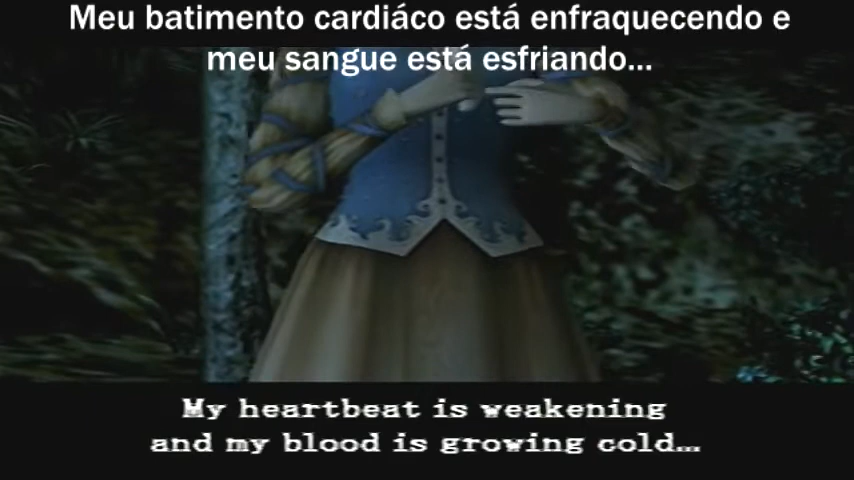 Meu batimento cardiáco está enfraquecendo e
meu sangue está esfriando...
My heartbeat is weakening
and my blood is growing cold...